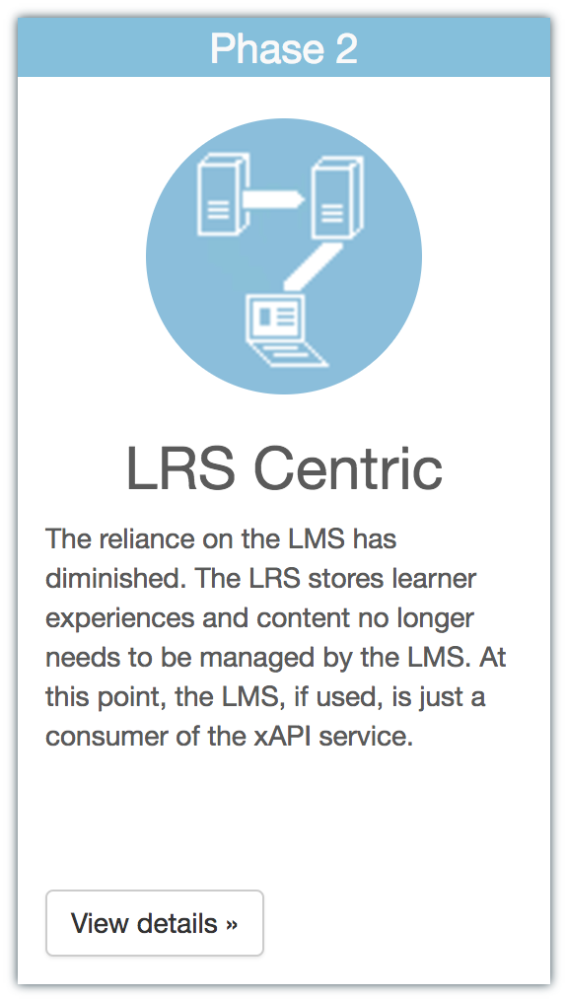 Phase 2
LRS Centric
The reliance on the LMS has
diminished. The LRS stores learner
experiences and content no longer
needs to be managed by the LMS. At
this point, the LMS, if used, is just a
consumer of the xAPI service.
View details »